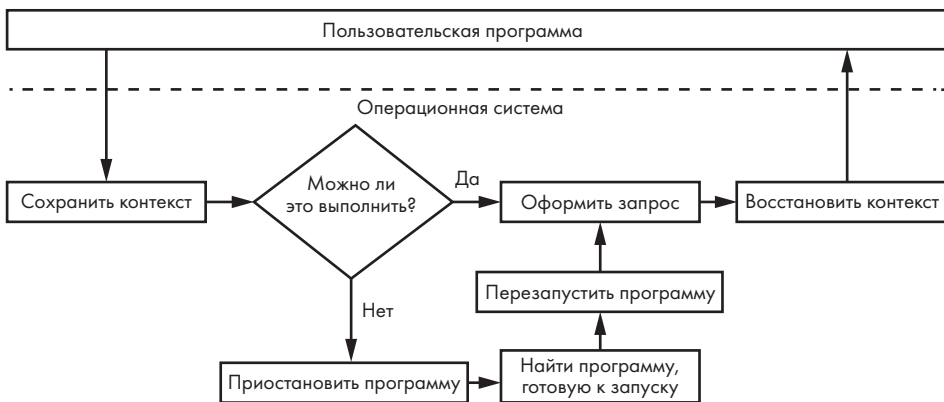 Пользовательская программа
Операционная система
Сохранить контекст
Можно ли
это выполнить?
Да
Оформить запрос
Восстановить контекст
Нет
Перезапустить программу
Приостановить программу
Найти программу,
готовую к запуску